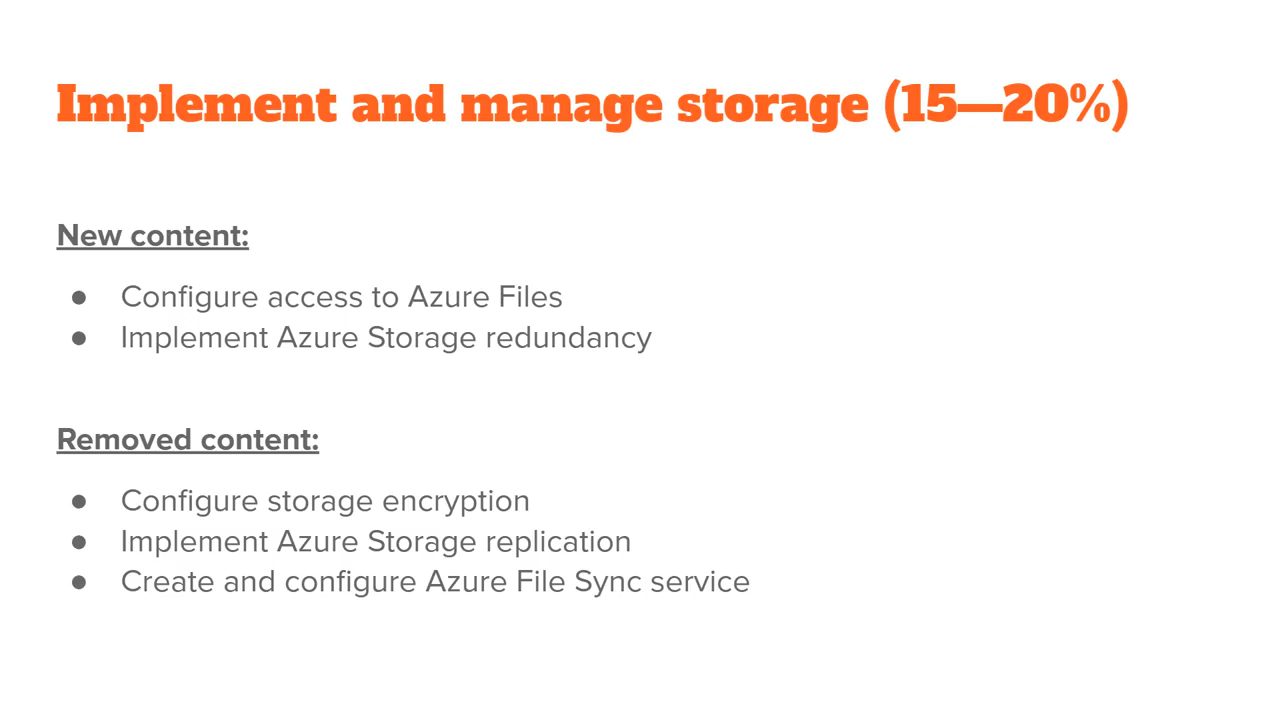 Implement and manage storage (15—20%)
New content:
● Configure access to Azure Files
● Implement Azure Storage redundancy
Removed content:
● Configure storage encryption
● Implement Azure Storage replication
● Create and configure Azure File Sync service